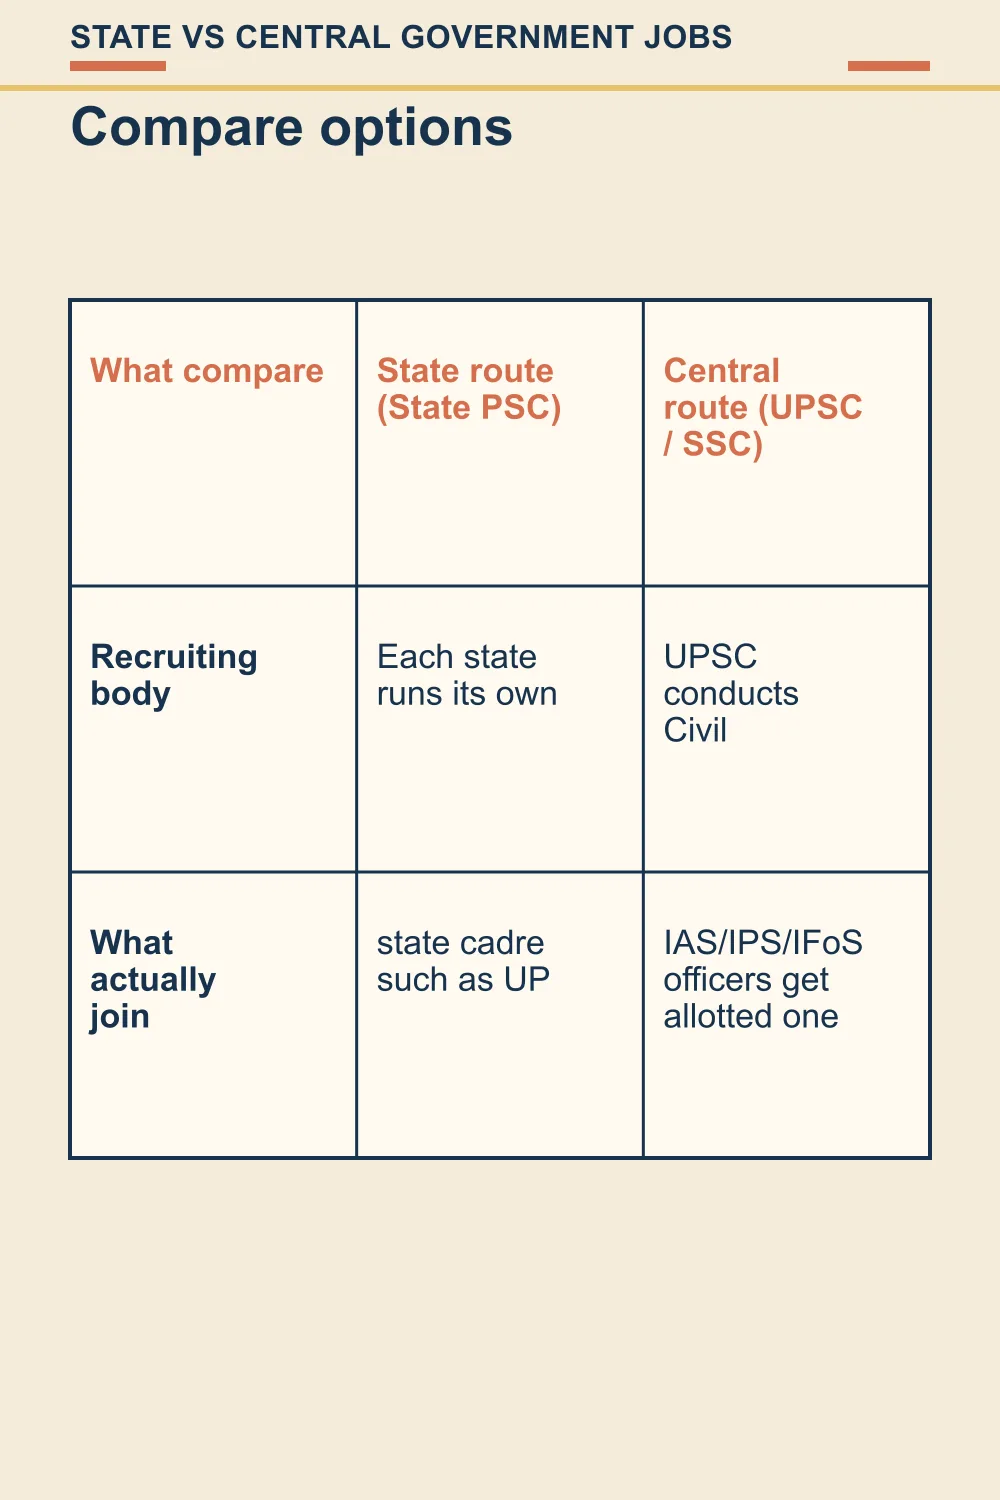 STATE VS CENTRAL GOVERNMENT JOBS
Compare options
What compare
State route
(State PSC)
Central
route (UPSC
/ SSC)
Recruiting
body
Each state
runs its own
UPSC
conducts
Civil
What
actually
join
state cadre
such as UP
IAS/IPS/IFoS
officers get
allotted one